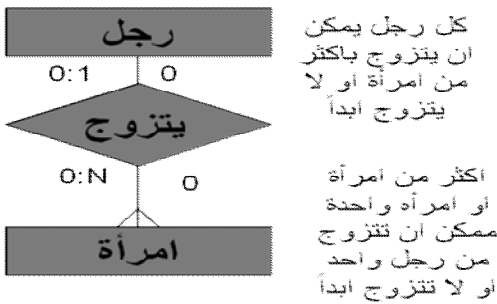 رجل
0:1
0
يتزوج
0:N
0
امرأة
كل رجل يمكن
ان يتزوج باكثر
من امرأة او لا
يتزوج ابداً
اكثر من امرأة
او امرأه واحدة
ممكن ان تتزوج
من رجل واحد
او لا تتزوج ابداً